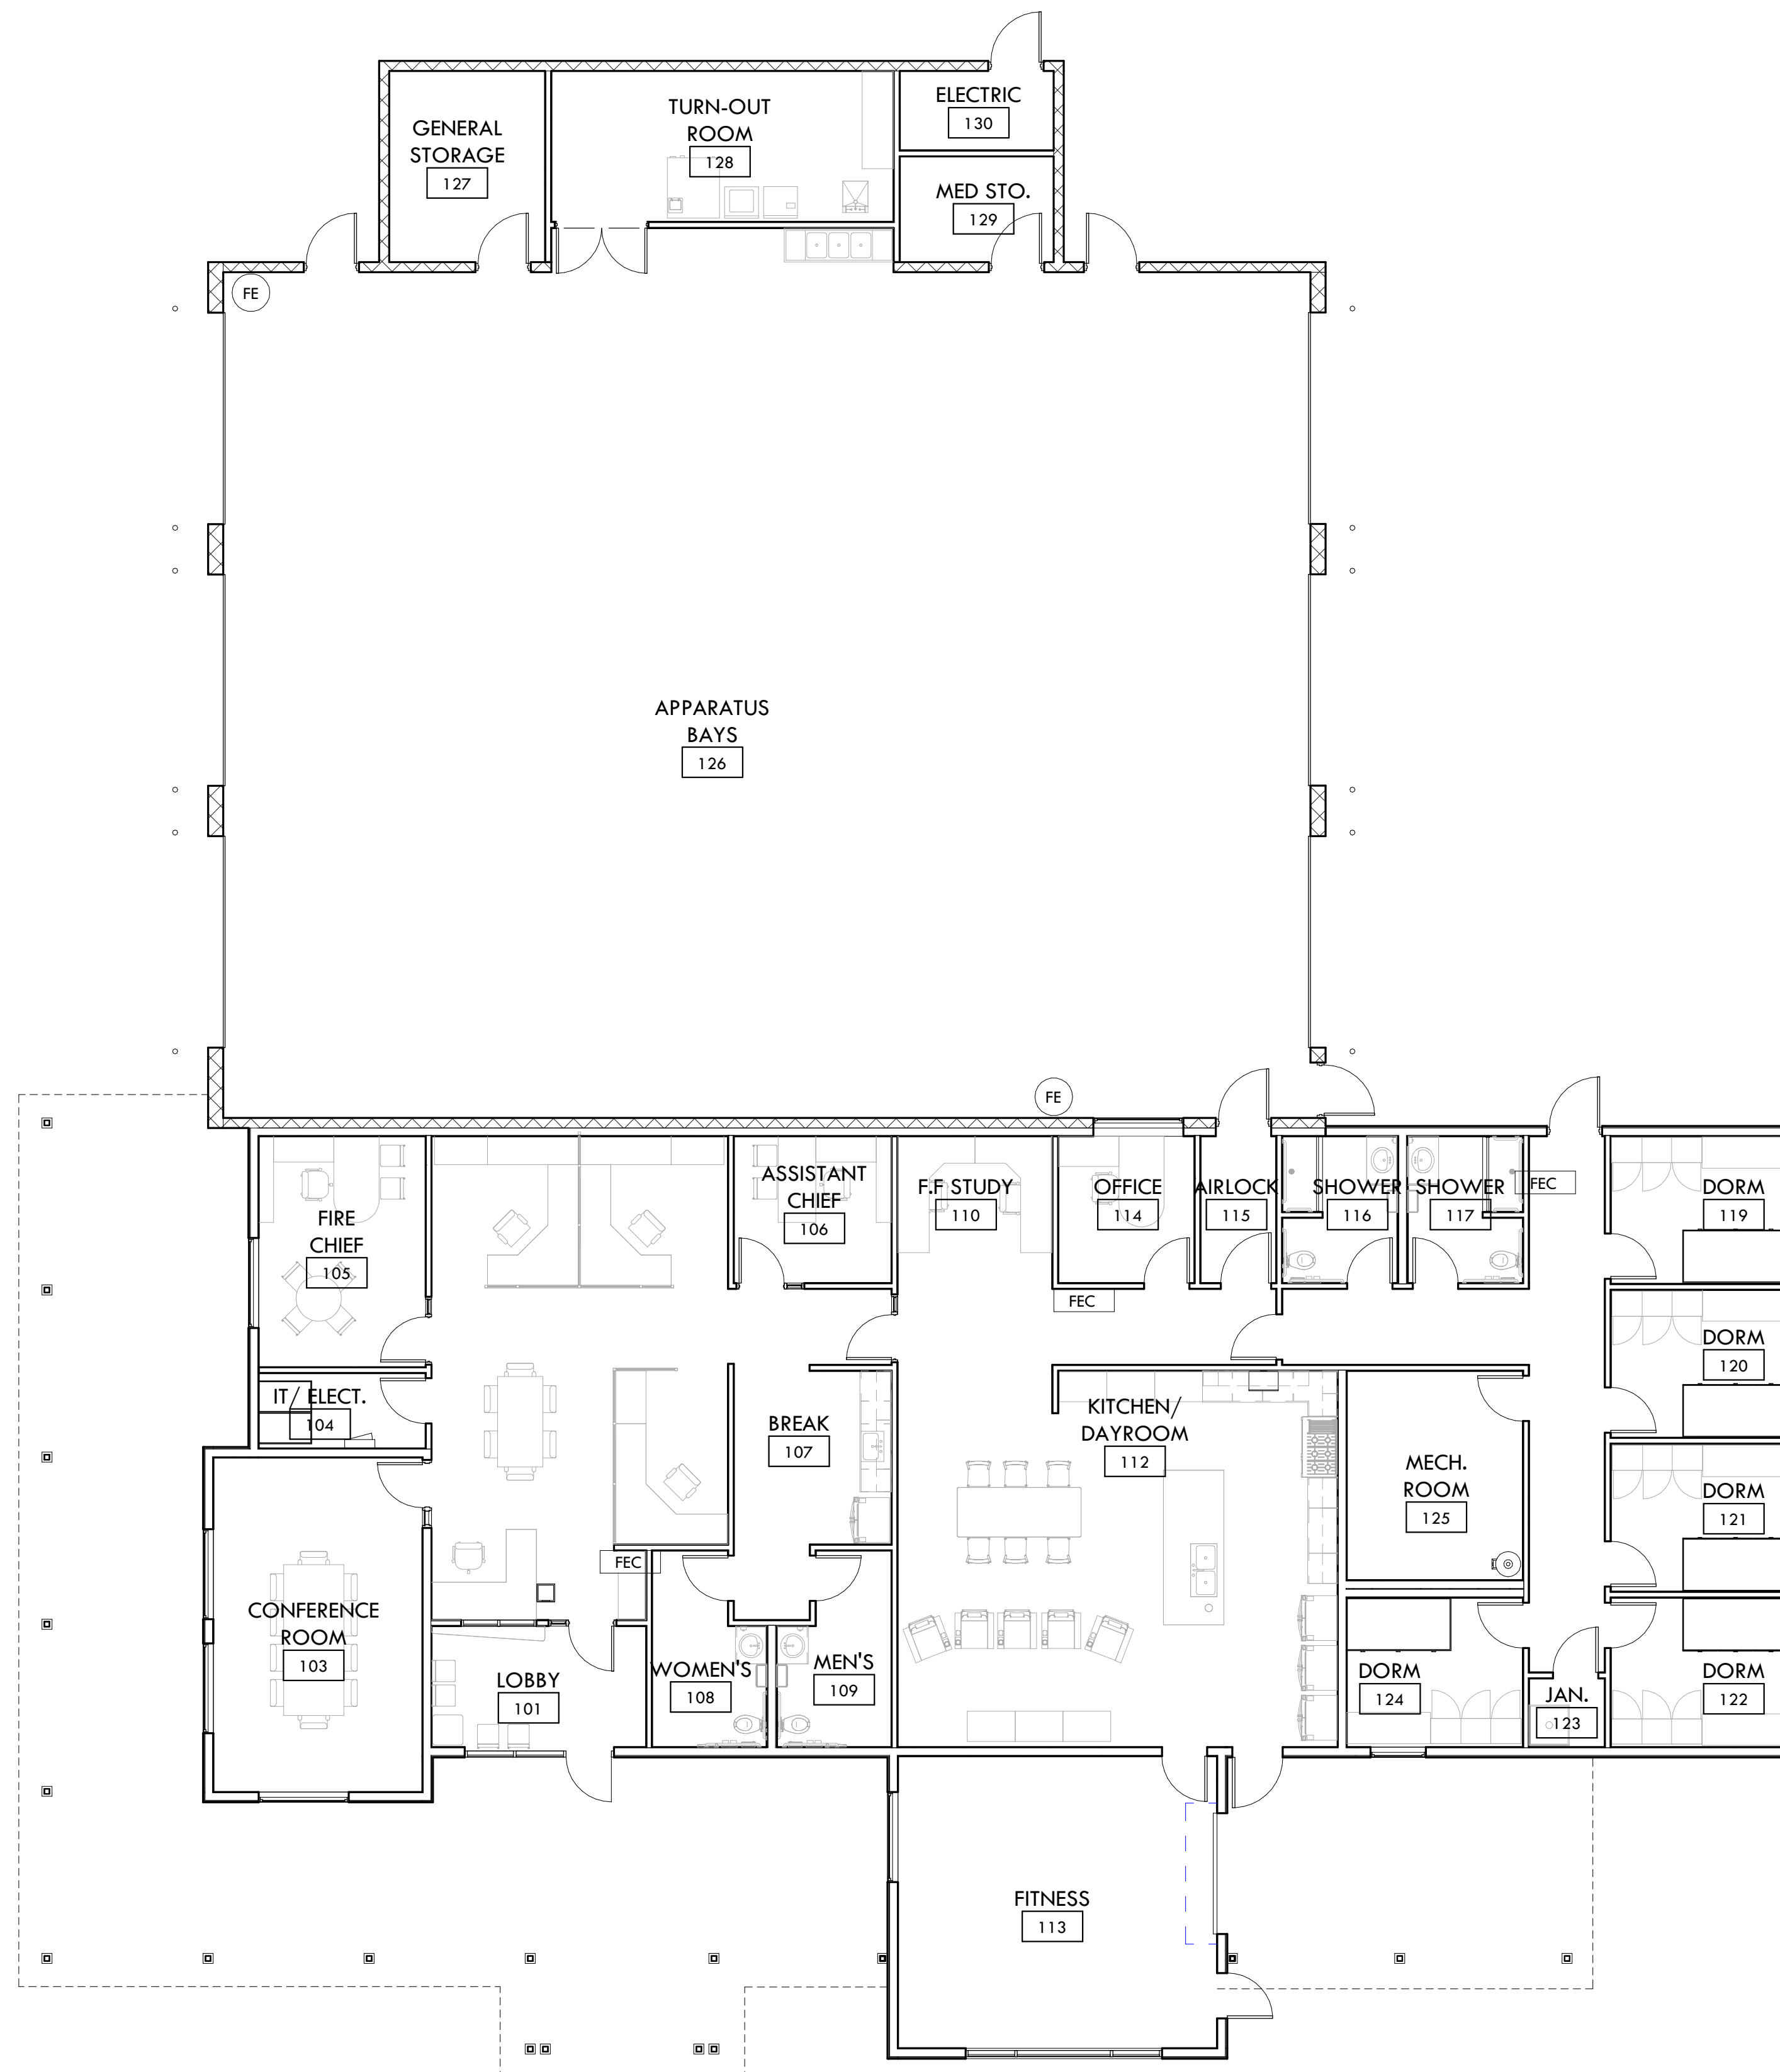 ELECTRIC
130
TURN-OUT
ROOM
128
GENERAL
STORAGE
127
MED STO.
129
FE
APPARATUS
BAYS
126
FE
ASSISTANT
CHIEF
106
F.F STUDY
110
OFFICE
114
AIRLOCK
115
SHOWER
116
SHOWER
117
FEC
DORM
119
FIRE
CHIEF
105
FEC
DORM
120
IT/ ELECT.
104
BREAK
107
KITCHEN/
DAYROOM
112
MECH.
ROOM
125
DORM
121
FEC
CONFERENCE
ROOM
103
LOBBY
101
WOMEN'S
108
MEN'S
109
DORM
124
JAN.
123
DORM
122
FITNESS
113